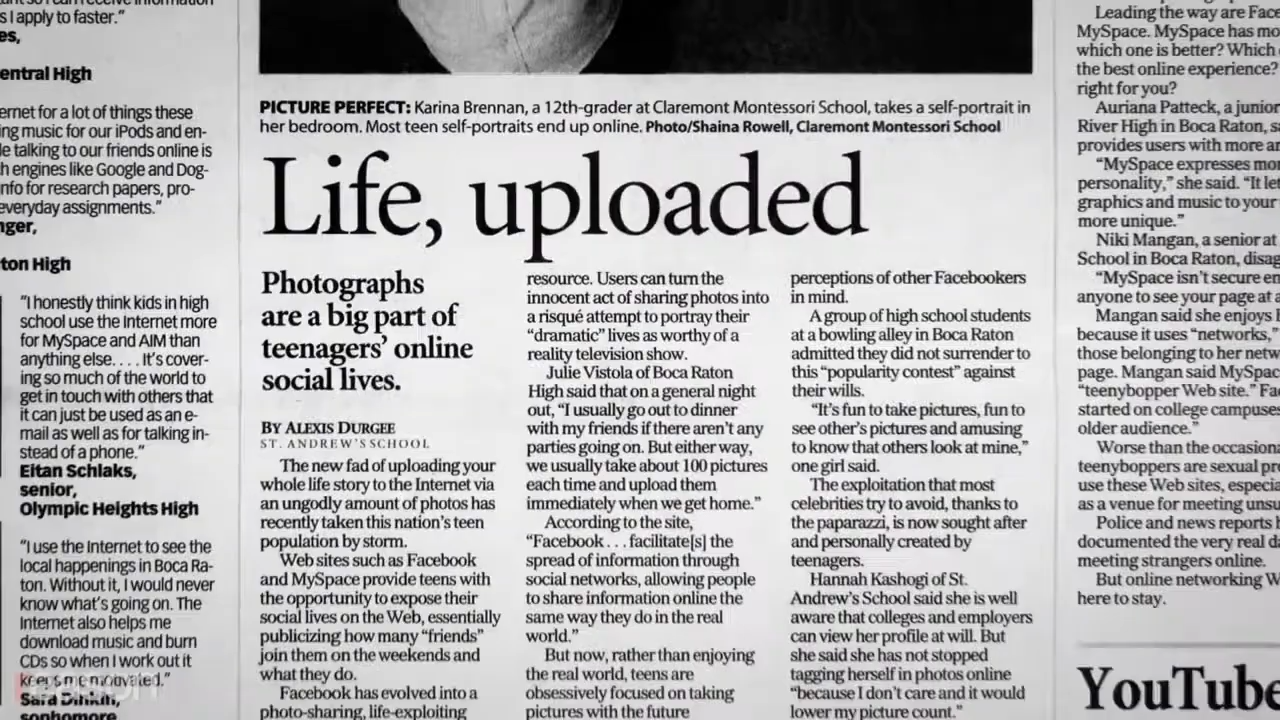 s I apply to faster."
es,
entral High
ernet for a lot of things these
ing music for our iPods and en-
le talking to our friends online is
h engines like Google and Dog-
nfo for research papers, pro-
everyday assignments."
nger,
ton High
"I honestly think kids in high
school use the Internet more
for MySpace and AIM than
anything else. . . . It's cover-
ing so much of the world to
get in touch with others that
it can just be used as an e-
mail as well as for talking in-
stead of a phone."
Eitan Schlaks,
senior,
Olympic Heights High
"I use the Internet to see the
local happenings in Boca Ra-
ton. Without it, I would never
know what's going on. The
Internet also helps me
download music and burn
CDs so when I work out it
keeps me motivated."
Sara Dinkin,
sophomore
PICTURE PERFECT: Karina Brennan, a 12th-grader at Claremont Montessori School, takes a self-portrait in
her bedroom. Most teen self-portraits end up online. Photo/Shaina Rowell, Claremont Montessori School
Life, uploaded
Photographs
are a big part of
teenagers' online
social lives.
BY ALEXIS DURGEE
ST. ANDREW'S SCHOOL
The new fad of uploading your
whole life story to the Internet via
an ungodly amount of photos has
recently taken this nation's teen
population by storm.
Web sites such as Facebook
and MySpace provide teens with
the opportunity to expose their
social lives on the Web, essentially
publicizing how many "friends"
join them on the weekends and
what they do.
Facebook has evolved into a
photo-sharing, life-exploiting
resource. Users can turn the
innocent act of sharing photos into
a risqué attempt to portray their
"dramatic" lives as worthy of a
reality television show.
Julie Vistola of Boca Raton
High said that on a general night
out, "I usually go out to dinner
with my friends if there aren't any
parties going on. But either way,
we usually take about 100 pictures
each time and upload them
immediately when we get home."
According to the site,
"Facebook . . . facilitate[s] the
spread of information through
social networks, allowing people
to share information online the
same way they do in the real
world."
But now, rather than enjoying
the real world, teens are
obsessively focused on taking
pictures with the future
perceptions of other Facebookers
in mind.
A group of high school students
at a bowling alley in Boca Raton
admitted they did not surrender to
this "popularity contest" against
their wills.
"It's fun to take pictures, fun to
see other's pictures and amusing
to know that others look at mine,"
one girl said.
The exploitation that most
celebrities try to avoid, thanks to
the paparazzi, is now sought after
and personally created by
teenagers.
Hannah Kashogi of St.
Andrew's School said she is well
aware that colleges and employers
can view her profile at will. But
she said she has not stopped
tagging herself in photos online
"because I don't care and it would
lower my picture count."
Leading the way are Face
MySpace. MySpace has mo
which one is better? Which
the best online experience?
right for you?
Auriana Patteck, a junior
River High in Boca Raton, s
provides users with more ar
"MySpace expresses mor
personality," she said. "It let
graphics and music to your
more unique."
Niki Mangan, a senior at
School in Boca Raton, disag
"MySpace isn't secure en
anyone to see your page at a
Mangan said she enjoys
because it uses "networks,"
those belonging to her netw
page. Mangan said MySpac
"teenybopper Web site." Fa
started on college campuse
older audience."
Worse than the occasiona
teenyboppers are sexual pr
use these Web sites, especia
as a venue for meeting unsu
Police and news reports
documented the very real da
meeting strangers online.
But online networking W
here to stay.
YouTube